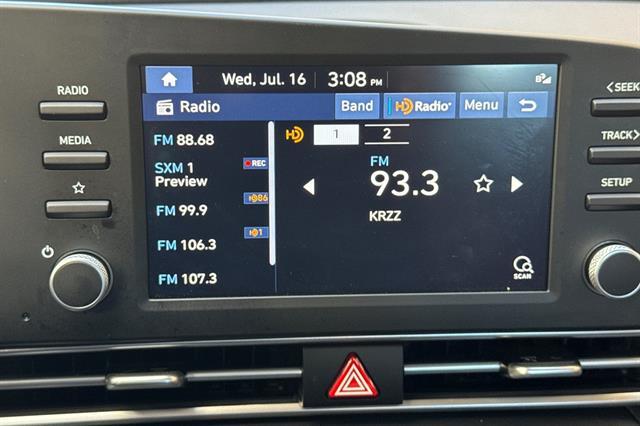 Wed, Jul. 16 3:08 PM
RADIO
<SEEK
Radio Band HD Radio Menu
MEDIA
TRACK>
FM 88.68
HD 1 2
SXM 1 REC
Preview
FM
93.3
SETUP
FM 99.9
KRZZ
FM 106.3
FM 107.3
SCAN